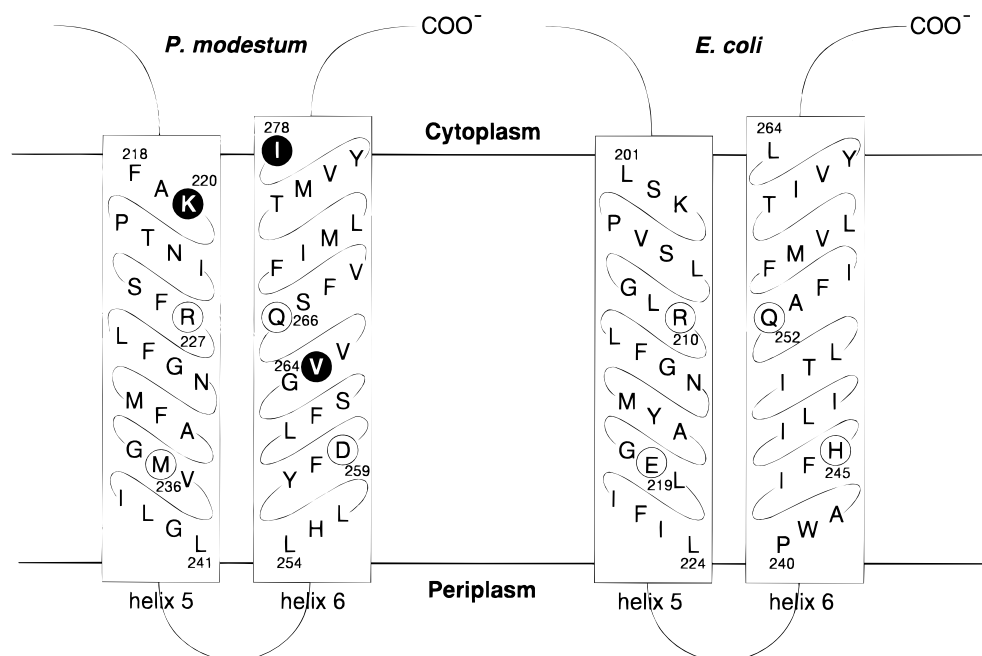 P. modestum
COO⁻
E. coli
COO⁻
Cytoplasm
218
F A K
220
P T N I
S F R
227
L F G N
M F A
G M V
236
I L G L
241
helix 5
278
I
T M V Y
F I M L
Q S F V
266
264
G V V
L F S
Y F D
259
L H L
254
helix 6
201
L S K
P V S L
G L R
210
L F G N
M Y A
G E L
219
I F I L
224
helix 5
264
L
T I V Y
F M V L
Q A F I
252
I T L
I L I
I F H
245
P W A
240
helix 6
Periplasm